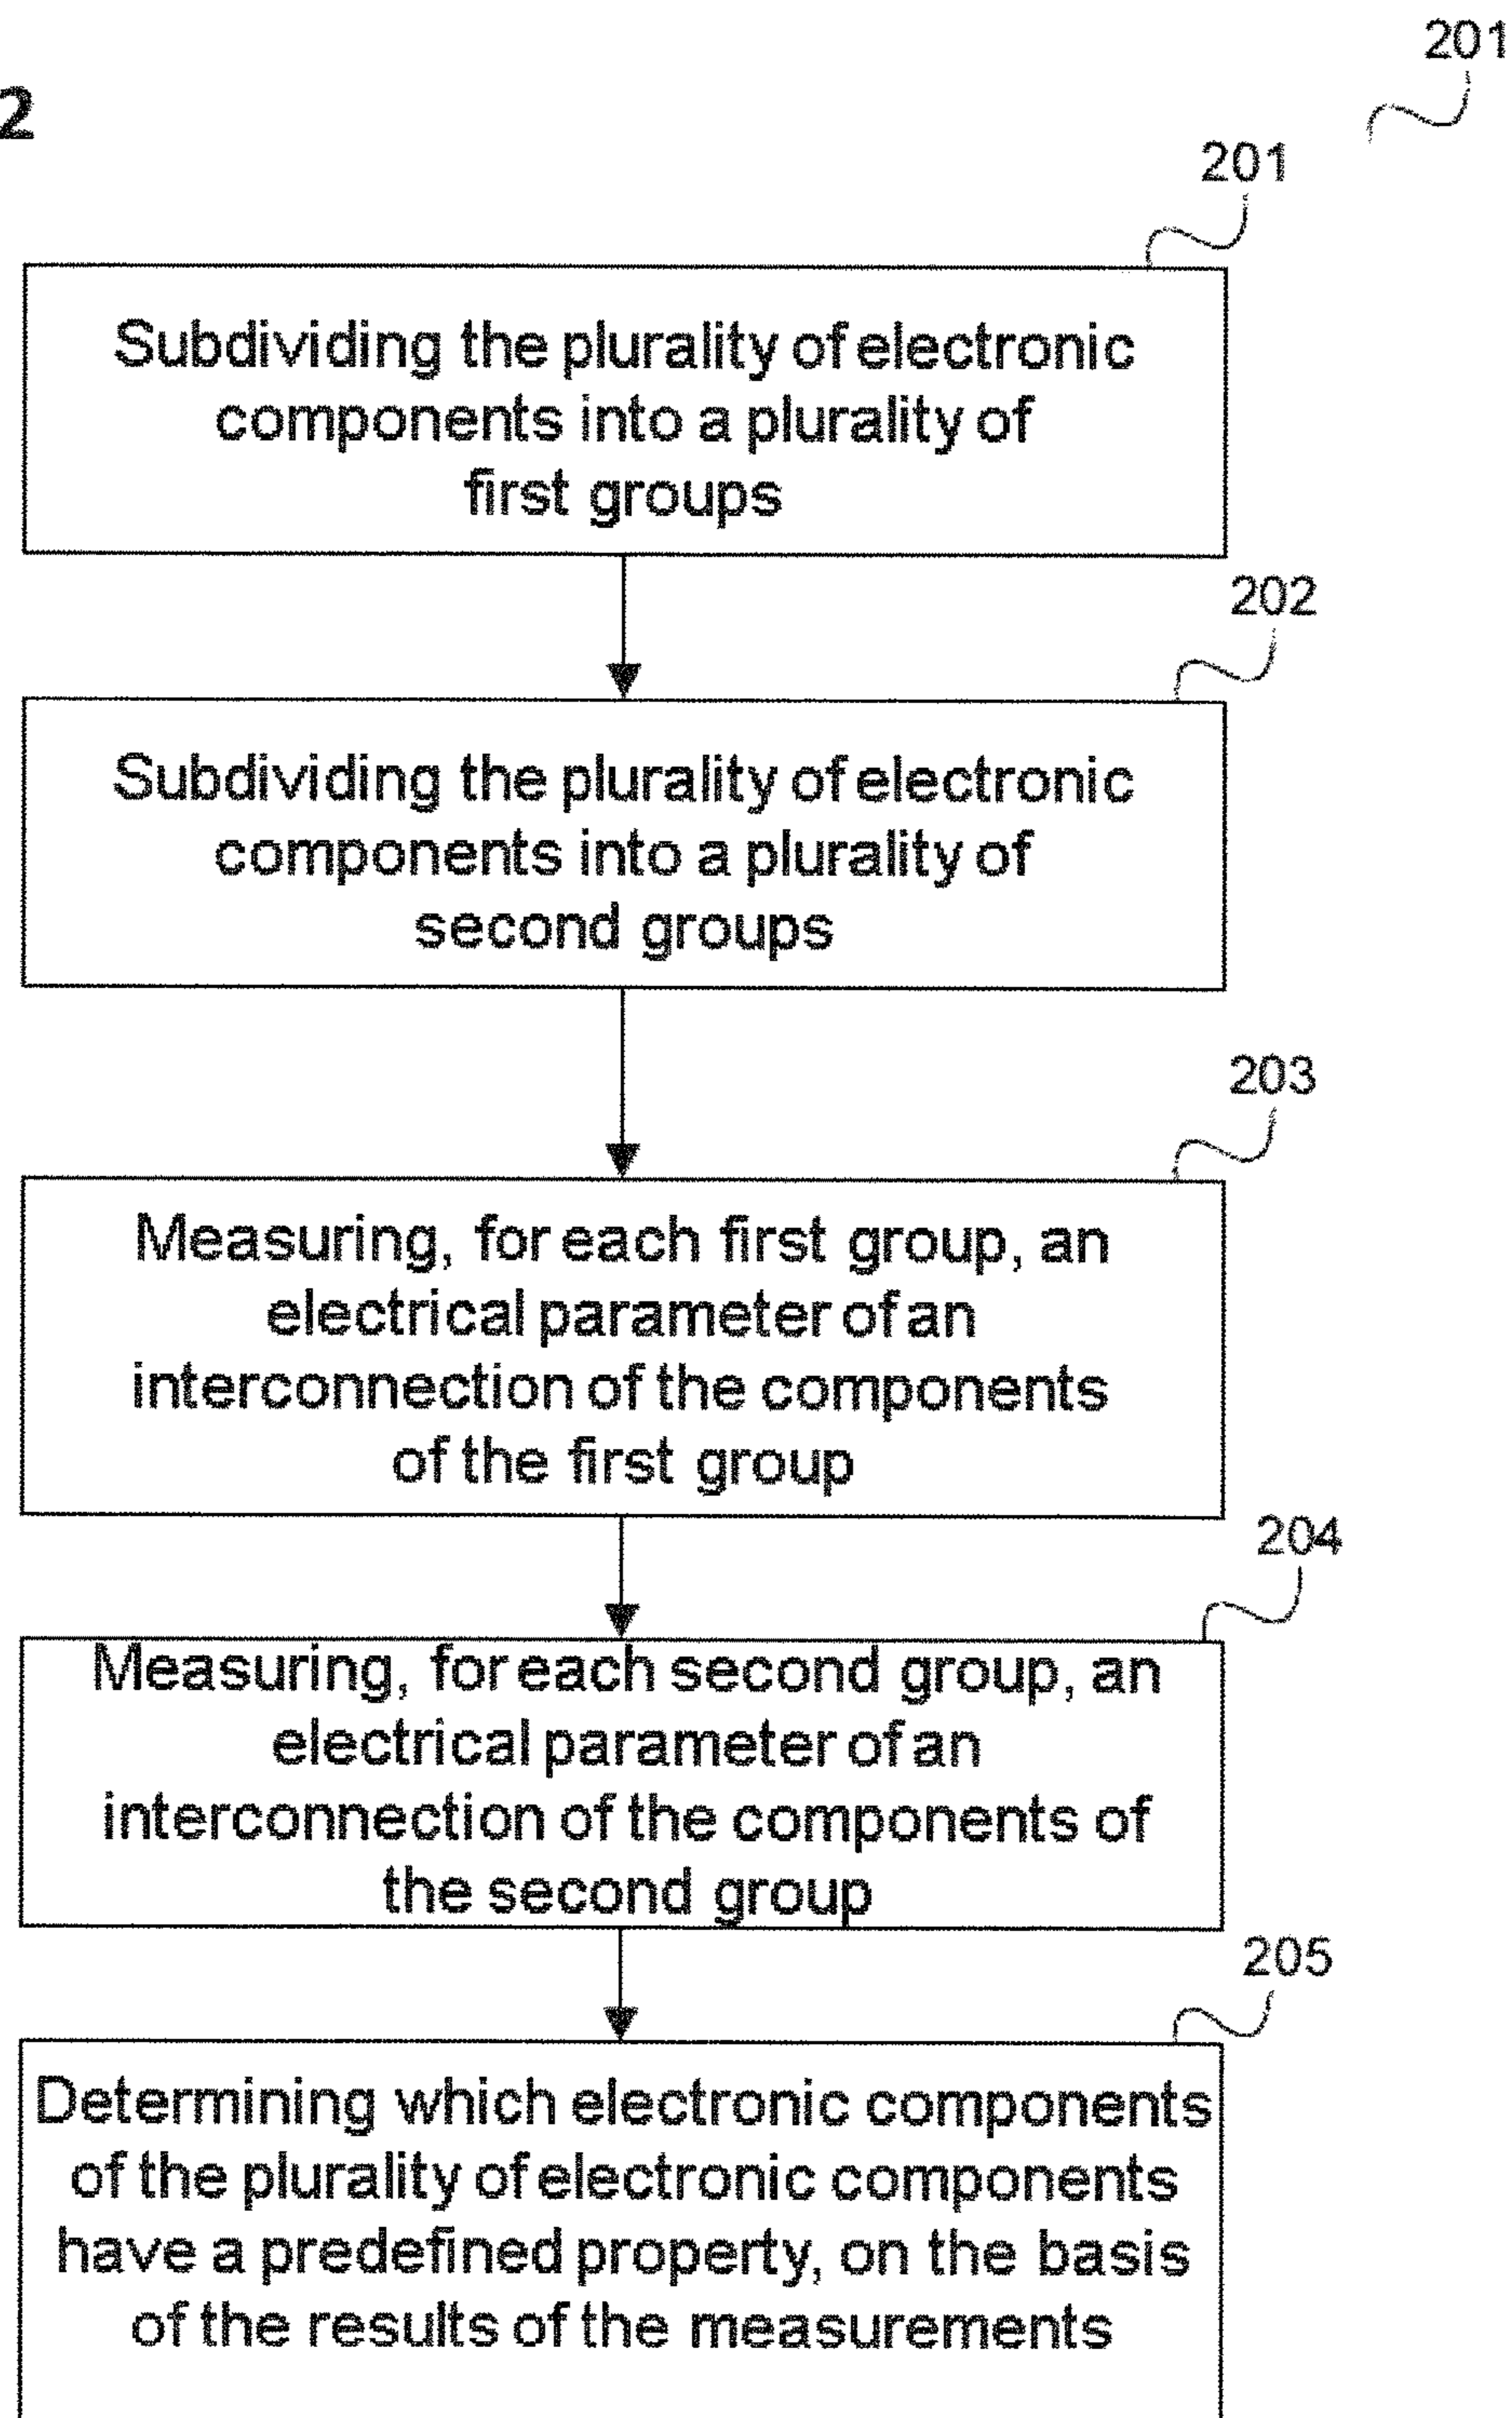 2
201
201
Subdividing the plurality of electronic
components into a plurality of
first groups
202
Subdividing the plurality of electronic
components into a plurality of
second groups
203
Measuring, for each first group, an
electrical parameter of an
interconnection of the components
of the first group
204
Measuring, for each second group, an
electrical parameter of an
interconnection of the components of
the second group
205
Determining which electronic components
of the plurality of electronic components
have a predefined property, on the basis
of the results of the measurements